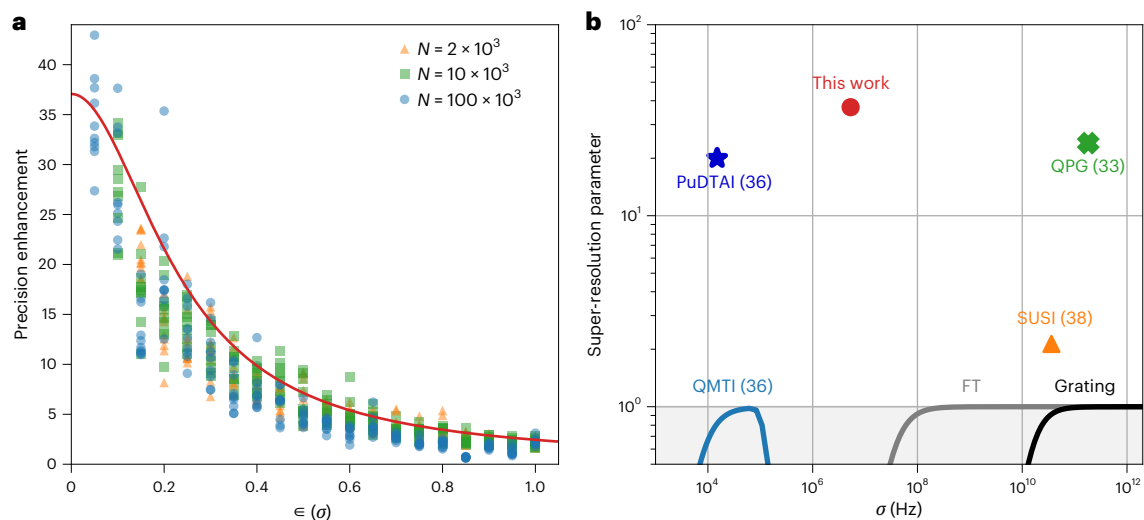 a
N = 2 × 10³
N = 10 × 10³
N = 100 × 10³
Precision enhancement
40
35
30
25
20
15
10
5
0
0 0.2 0.4 0.6 0.8 1.0
∈ (σ)
b
Super-resolution parameter
10²
10¹
10⁰
This work
PuDTAI (36)
QPG (33)
SUSI (38)
QMTI (36)
FT
Grating
10⁴ 10⁶ 10⁸ 10¹⁰ 10¹²
σ (Hz)